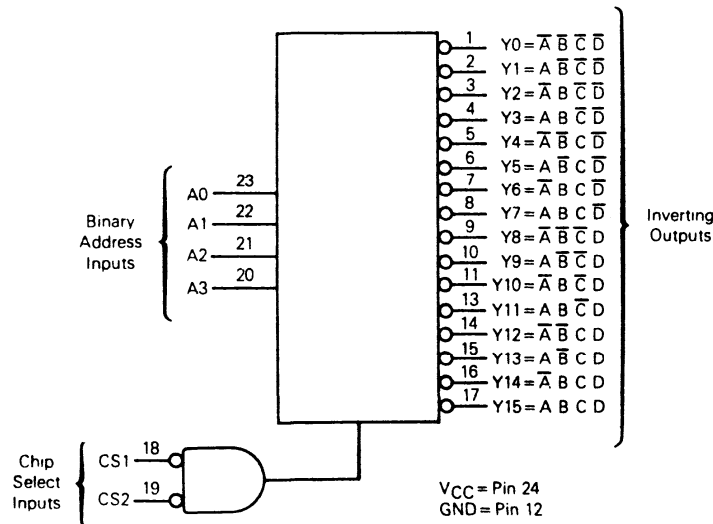 1 Y0 = A̅ B̅ C̅ D̅
2 Y1 = A B̅ C̅ D̅
3 Y2 = A̅ B C̅ D̅
4 Y3 = A B C̅ D̅
5 Y4 = A̅ B̅ C D̅
6 Y5 = A B̅ C D̅
7 Y6 = A̅ B C D̅
8 Y7 = A B C D̅
9 Y8 = A̅ B̅ C̅ D
10 Y9 = A B̅ C̅ D
11 Y10 = A̅ B C̅ D
13 Y11 = A B C̅ D
14 Y12 = A̅ B̅ C D
15 Y13 = A B̅ C D
16 Y14 = A̅ B C D
17 Y15 = A B C D
Inverting
Outputs
Binary
Address
Inputs
A0 23
A1 22
A2 21
A3 20
Chip
Select
Inputs
CS1 18
CS2 19
VCC = Pin 24
GND = Pin 12